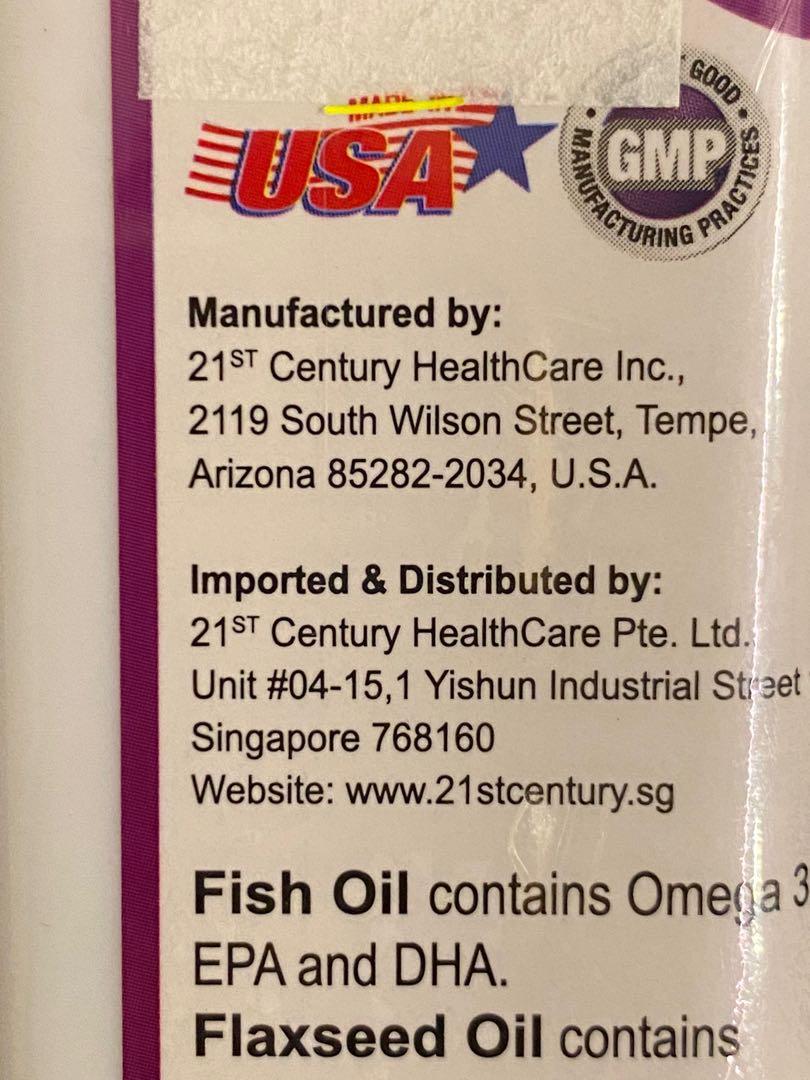 MADE IN
USA
GOOD
MANUFACTURING PRACTICES
GMP
Manufactured by:
21ST Century HealthCare Inc.,
2119 South Wilson Street, Tempe,
Arizona 85282-2034, U.S.A.
Imported & Distributed by:
21ST Century HealthCare Pte. Ltd.
Unit #04-15,1 Yishun Industrial Street
Singapore 768160
Website: www.21stcentury.sg
Fish Oil contains Omega 3
EPA and DHA.
Flaxseed Oil contains